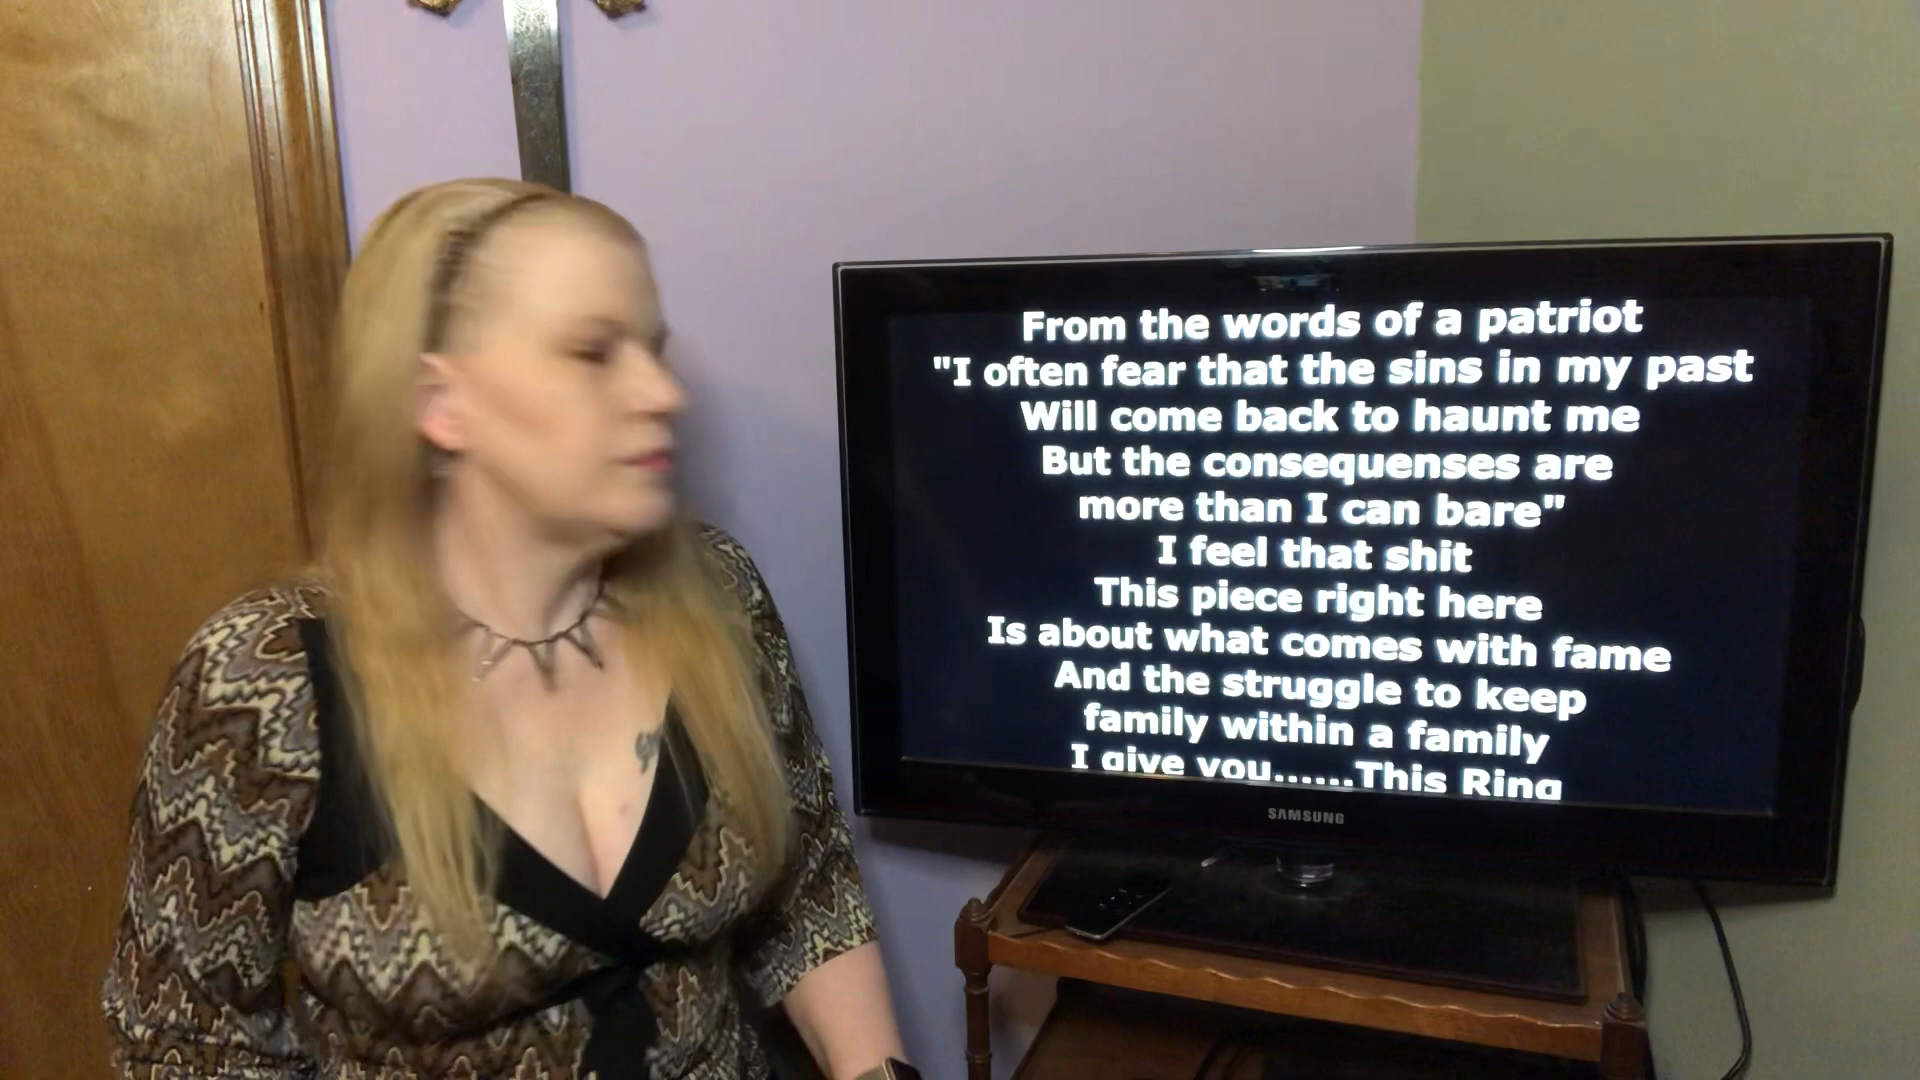 From the words of a patriot
"I often fear that the sins in my past
Will come back to haunt me
But the consequenses are
more than I can bare"
I feel that shit
This piece right here
Is about what comes with fame
And the struggle to keep
family within a family
I give you......This Ring
SAMSUNG